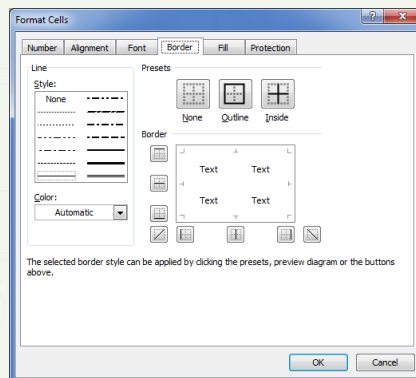 Format Cells
Number Alignment Font Border Fill Protection
Line Presets
Style:
None
None Outline Inside
Border
Text Text
Text Text
Color:
Automatic
The selected border style can be applied by clicking the presets, preview diagram or the buttons
above.
OK Cancel